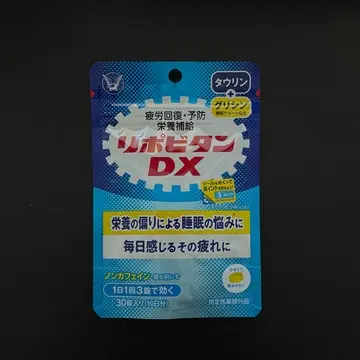 タウリン
+
グリシン
疲労回復・予防
栄養補給
リポビタン
DX
栄養の偏りによる睡眠の悩みに
毎日感じるその疲れに
ノンカフェイン
1日1回3錠で効く
30錠入り(10日分)
指定医薬部外品